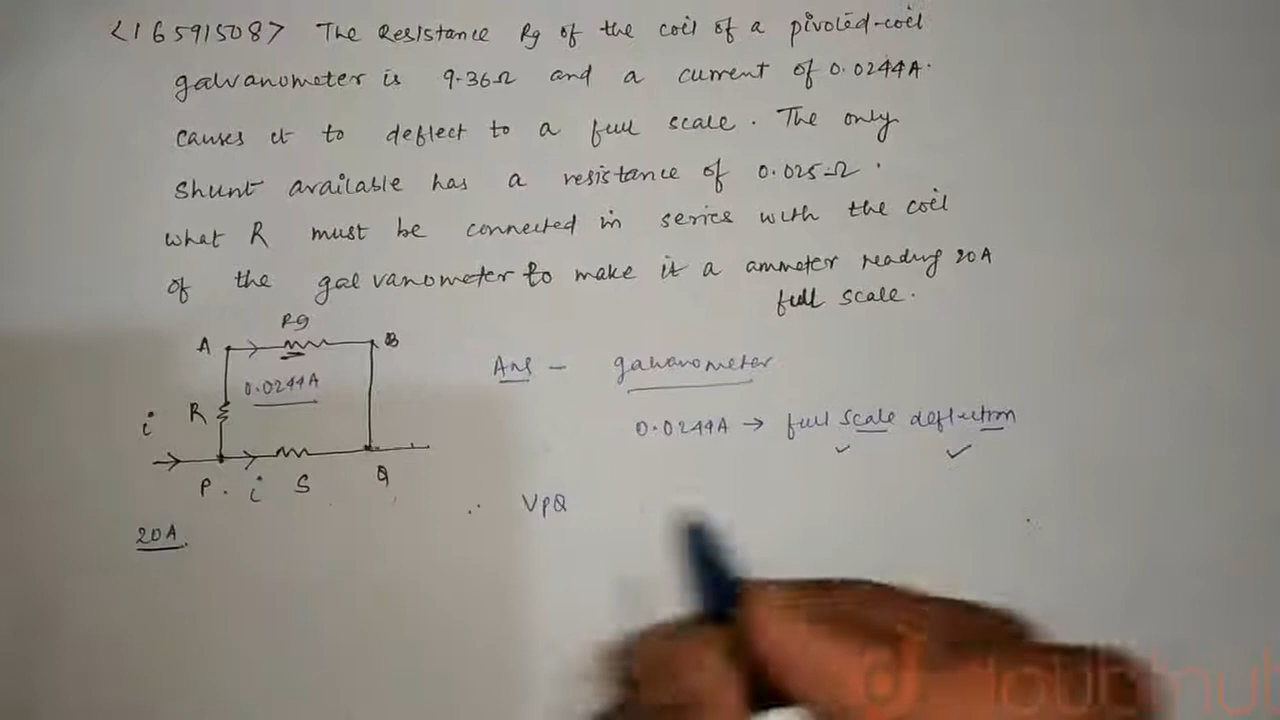 <16591508> The Resistance Rg of the coil of a pivoted-coil
galvanometer is 9.36Ω and a current of 0.0244A.
causes it to deflect to a full scale. The only
Shunt available has a resistance of 0.025Ω.
what R must be connected in series with the coil
of the galvanometer to make it a ammeter reading 20A
full scale.
Rg
A B
0.0244A
R
i
P. i S Q
20A
Ans - galvanometer
0.0244A → full scale deflection
∴ VPQ
doubtnut